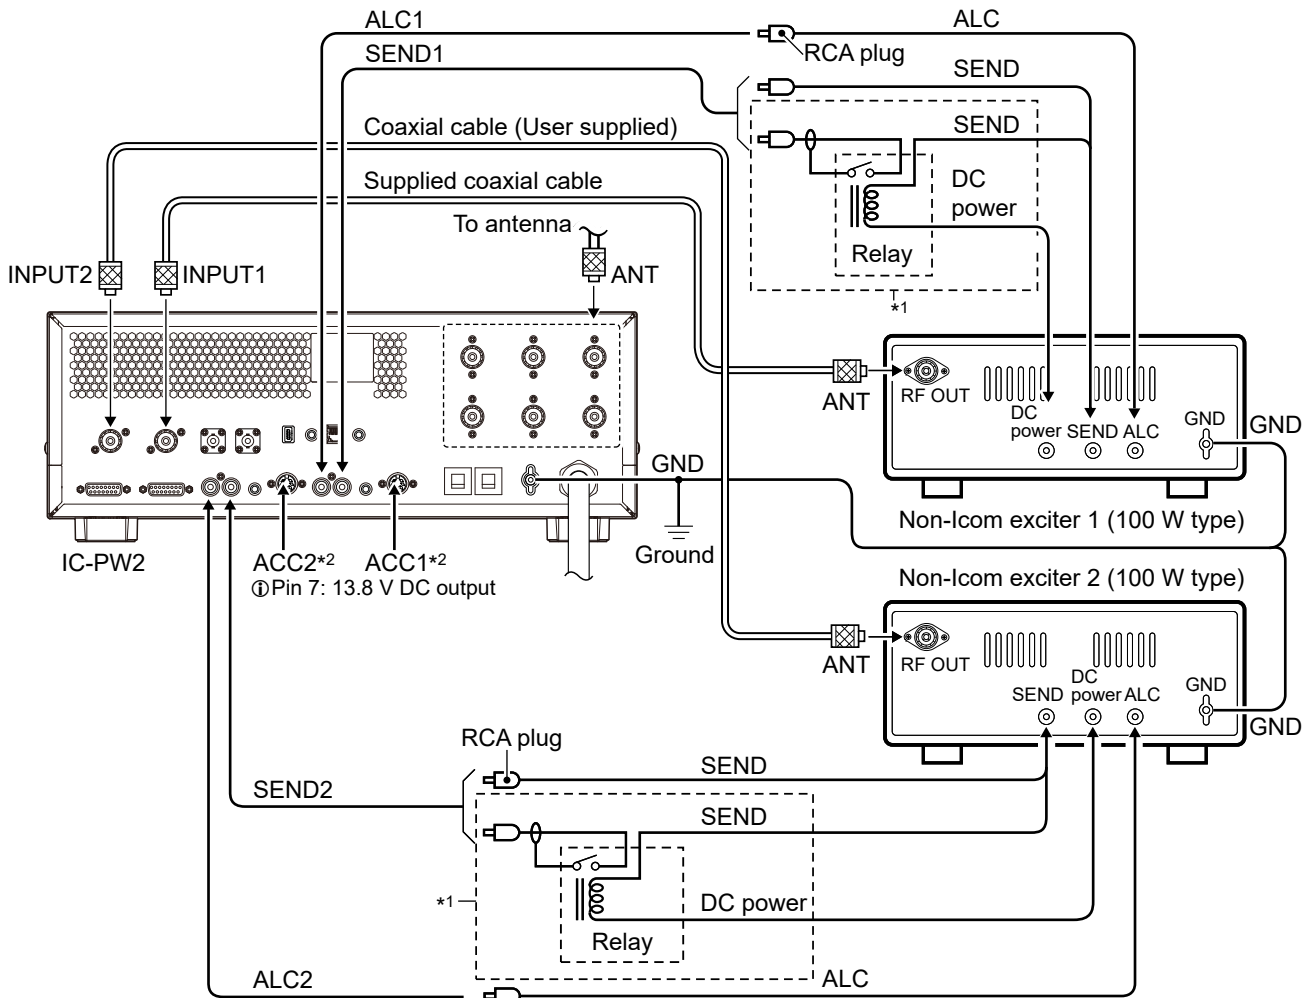 ALC1
ALC
RCA plug
SEND1
SEND
SEND
Coaxial cable (User supplied)
Supplied coaxial cable
DC
power
To antenna
Relay
INPUT2
INPUT1
ANT
*1
ANT
RF OUT
DC
power
SEND
ALC
GND
GND
GND
Non-Icom exciter 1 (100 W type)
Ground
IC-PW2
ACC2*2
ACC1*2
ⓘPin 7: 13.8 V DC output
Non-Icom exciter 2 (100 W type)
ANT
RF OUT
SEND
DC
power
ALC
GND
GND
RCA plug
SEND
SEND2
SEND
*1
DC power
Relay
ALC2
ALC